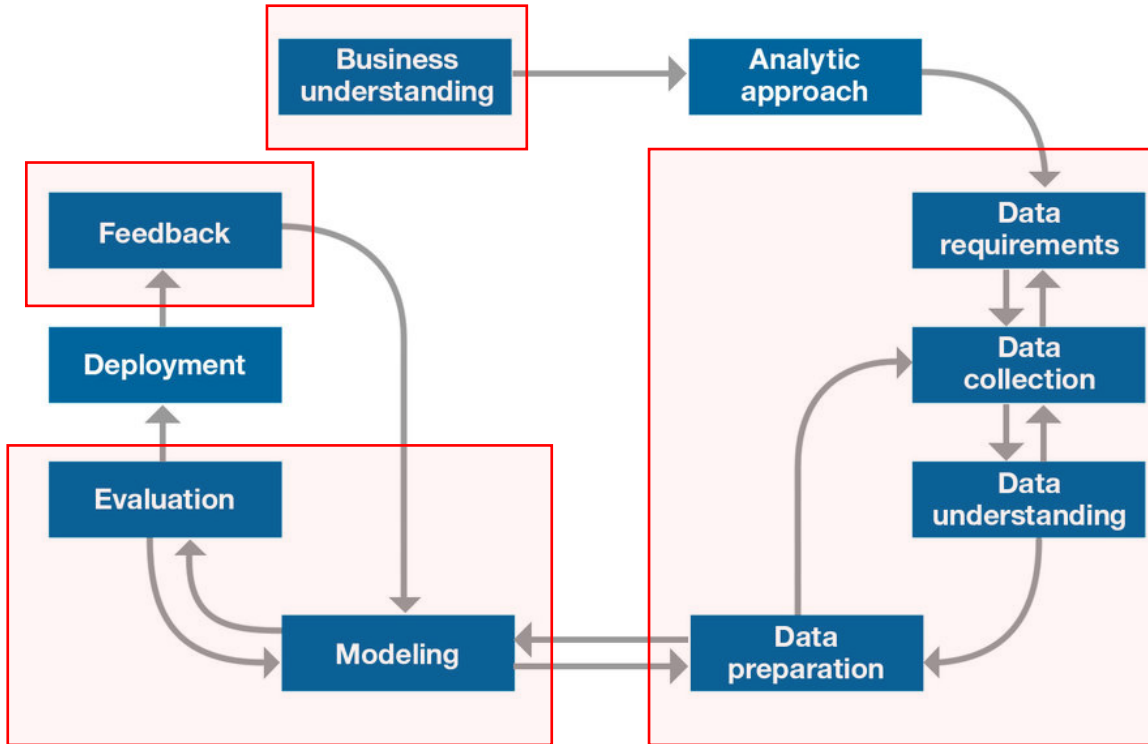 Business
understanding
Analytic
approach
Feedback
Data
requirements
Deployment
Data
collection
Evaluation
Data
understanding
Modeling
Data
preparation